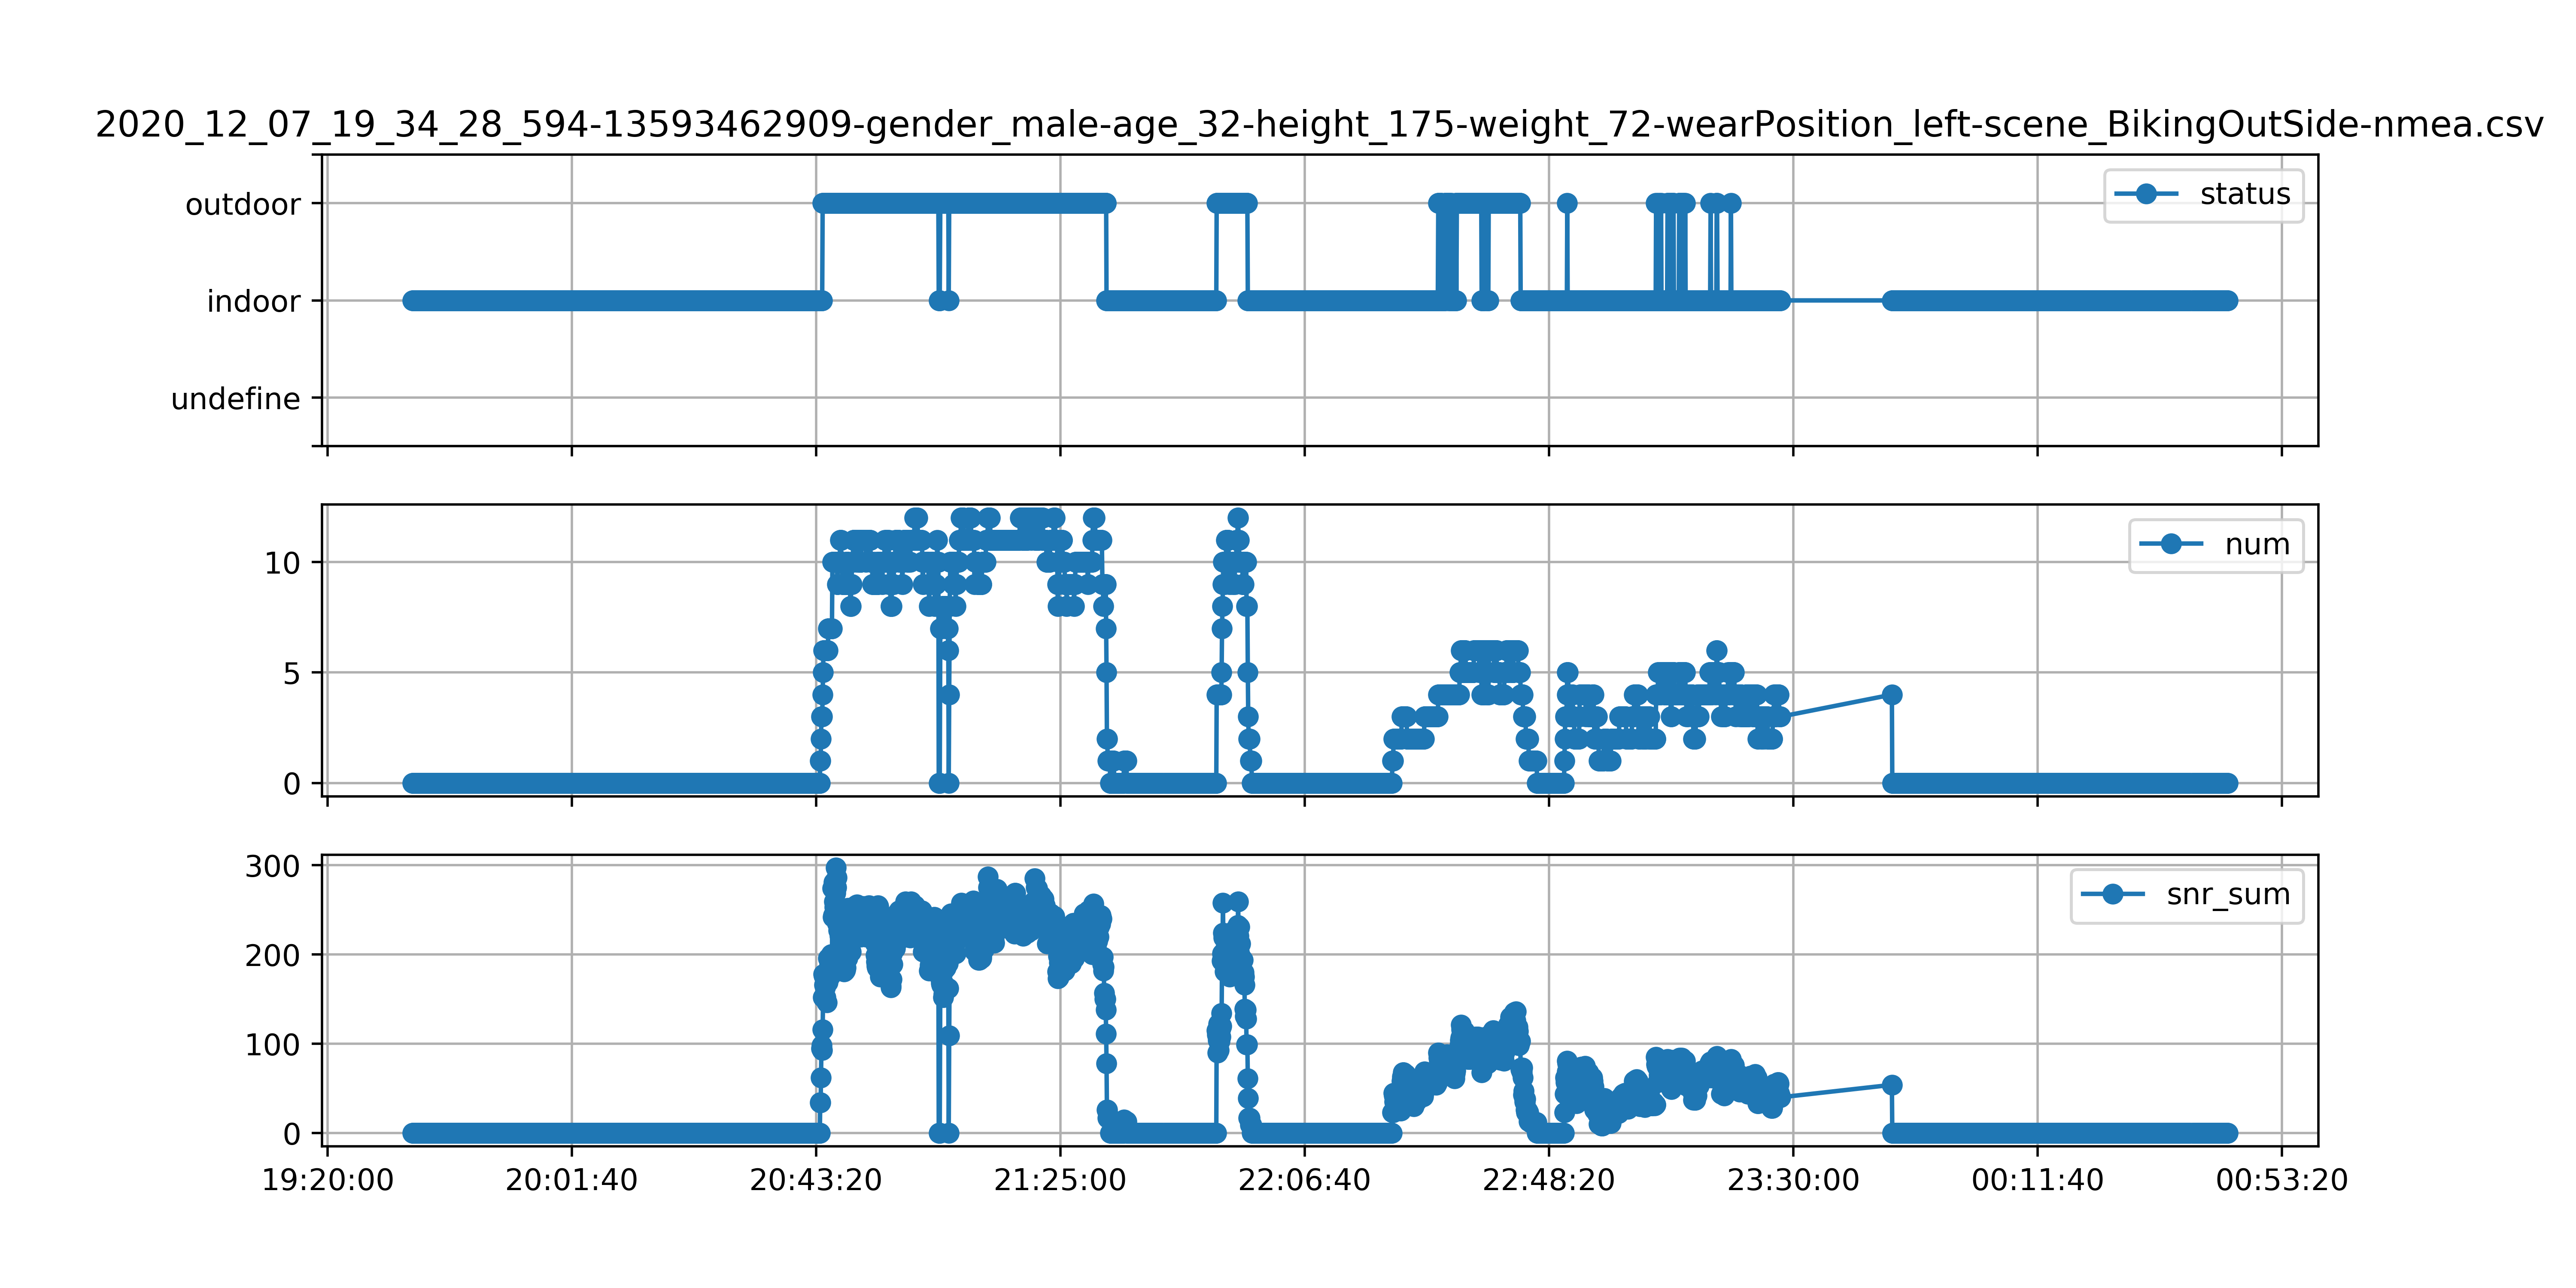 2020_12_07_19_34_28_594-13593462909-gender_male-age_32-height_175-weight_72-wearPosition_left-scene_BikingOutSide-nmea.csv
outdoor
indoor
undefine
status
10
5
0
num
300
200
100
0
snr_sum
19:20:00 20:01:40 20:43:20 21:25:00 22:06:40 22:48:20 23:30:00 00:11:40 00:53:20